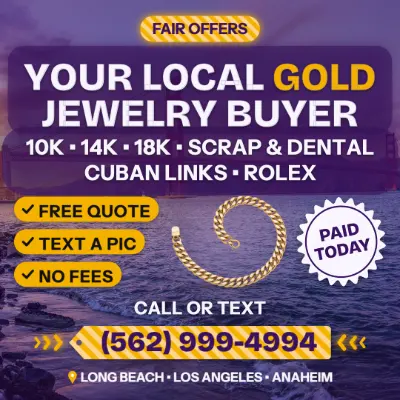 FAIR OFFERS
YOUR LOCAL GOLD
JEWELRY BUYER
10K ▪ 14K ▪ 18K ▪ SCRAP & DENTAL
CUBAN LINKS ▪ ROLEX
✓ FREE QUOTE
✓ TEXT A PIC
✓ NO FEES
PAID
TODAY
CALL OR TEXT
(562) 999-4994
LONG BEACH ▪ LOS ANGELES ▪ ANAHEIM